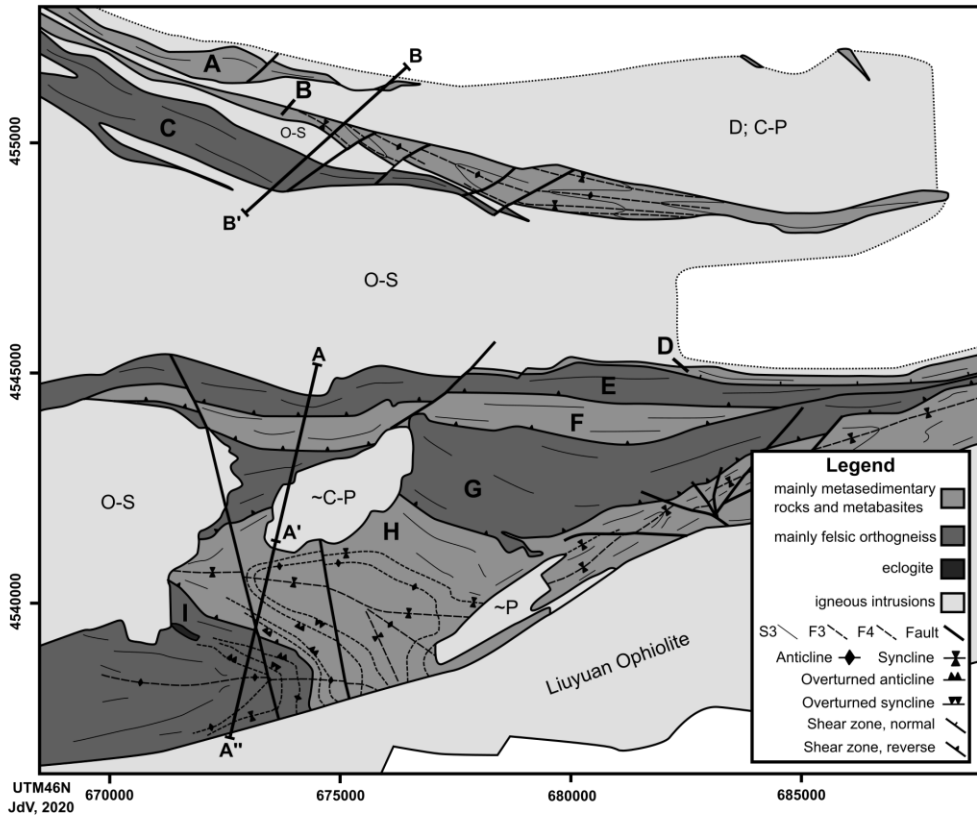 A
B
B
C
O-S
D; C-P
455000
B'
O-S
A
D
4545000
E
F
O-S
~C-P
G
A'
H
4540000
I
~P
Liuyuan Ophiolite
A"
Legend
mainly metasedimentary
rocks and metabasites
mainly felsic orthogneiss
eclogite
igneous intrusions
S3 F3 F4 Fault
Anticline Syncline
Overturned anticline
Overturned syncline
Shear zone, normal
Shear zone, reverse
UTM46N
JdV, 2020
670000 675000 680000 685000